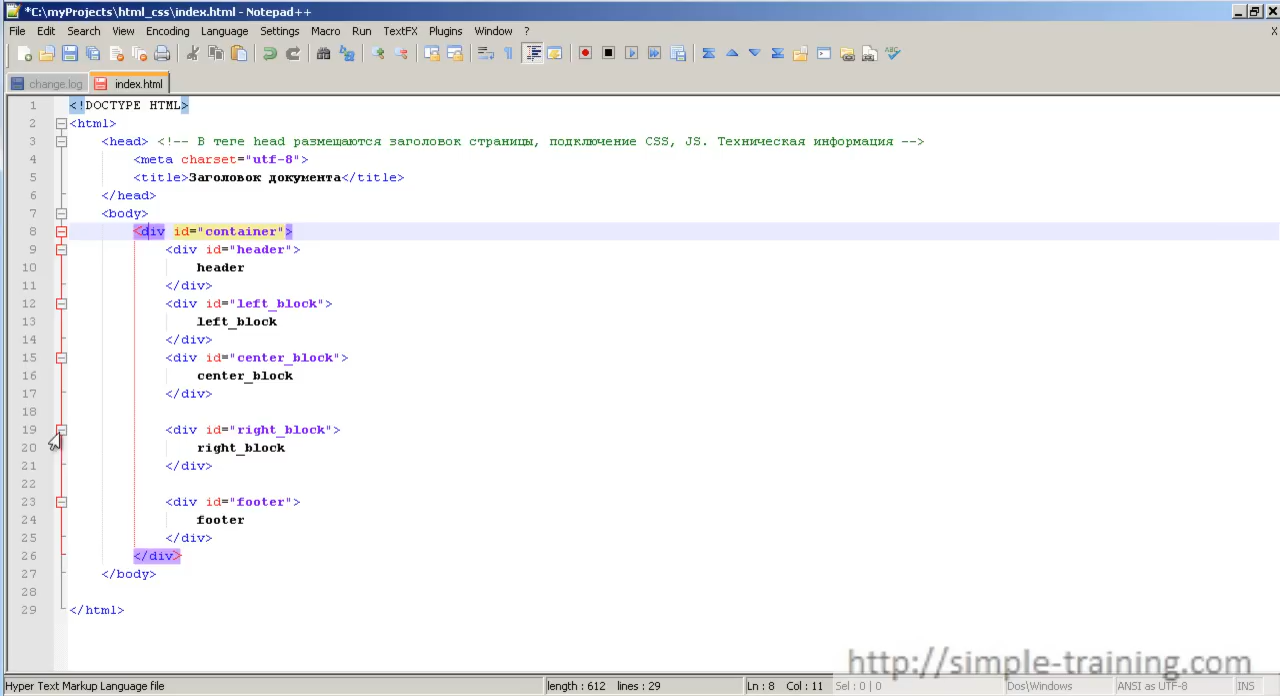 *C:\myProjects\html_css\index.html - Notepad++
File Edit Search View Encoding Language Settings Macro Run TextFX Plugins Window ? X
change.log index.html
1 <!DOCTYPE HTML>
2 <html>
3 <head> <!-- В теге head размещаются заголовок страницы, подключение CSS, JS. Техническая информация -->
4 <meta charset="utf-8">
5 <title>Заголовок документа</title>
6 </head>
7 <body>
8 <div id="container">
9 <div id="header">
10 header
11 </div>
12 <div id="left_block">
13 left_block
14 </div>
15 <div id="center_block">
16 center_block
17 </div>
18
19 <div id="right_block">
20 right_block
21 </div>
22
23 <div id="footer">
24 footer
25 </div>
26 </div>
27 </body>
28
29 </html>
http://simple-training.com
Hyper Text Markup Language file length : 612 lines : 29 Ln : 8 Col : 11 Sel : 0 | 0 Dos\Windows ANSI as UTF-8 INS